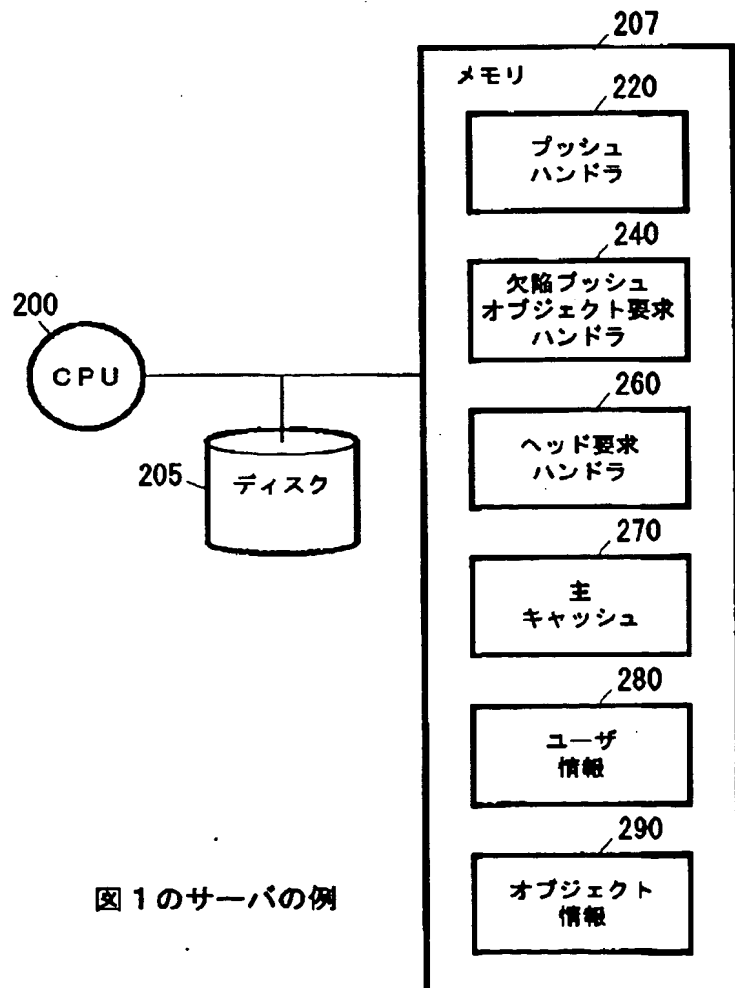 207
メモリ
220
プッシュ
ハンドラ
240
欠陥プッシュ
オブジェクト要求
ハンドラ
200
CPU
260
ヘッド要求
ハンドラ
205
ディスク
270
主
キャッシュ
280
ユーザ
情報
290
オブジェクト
情報
図1のサーバの例